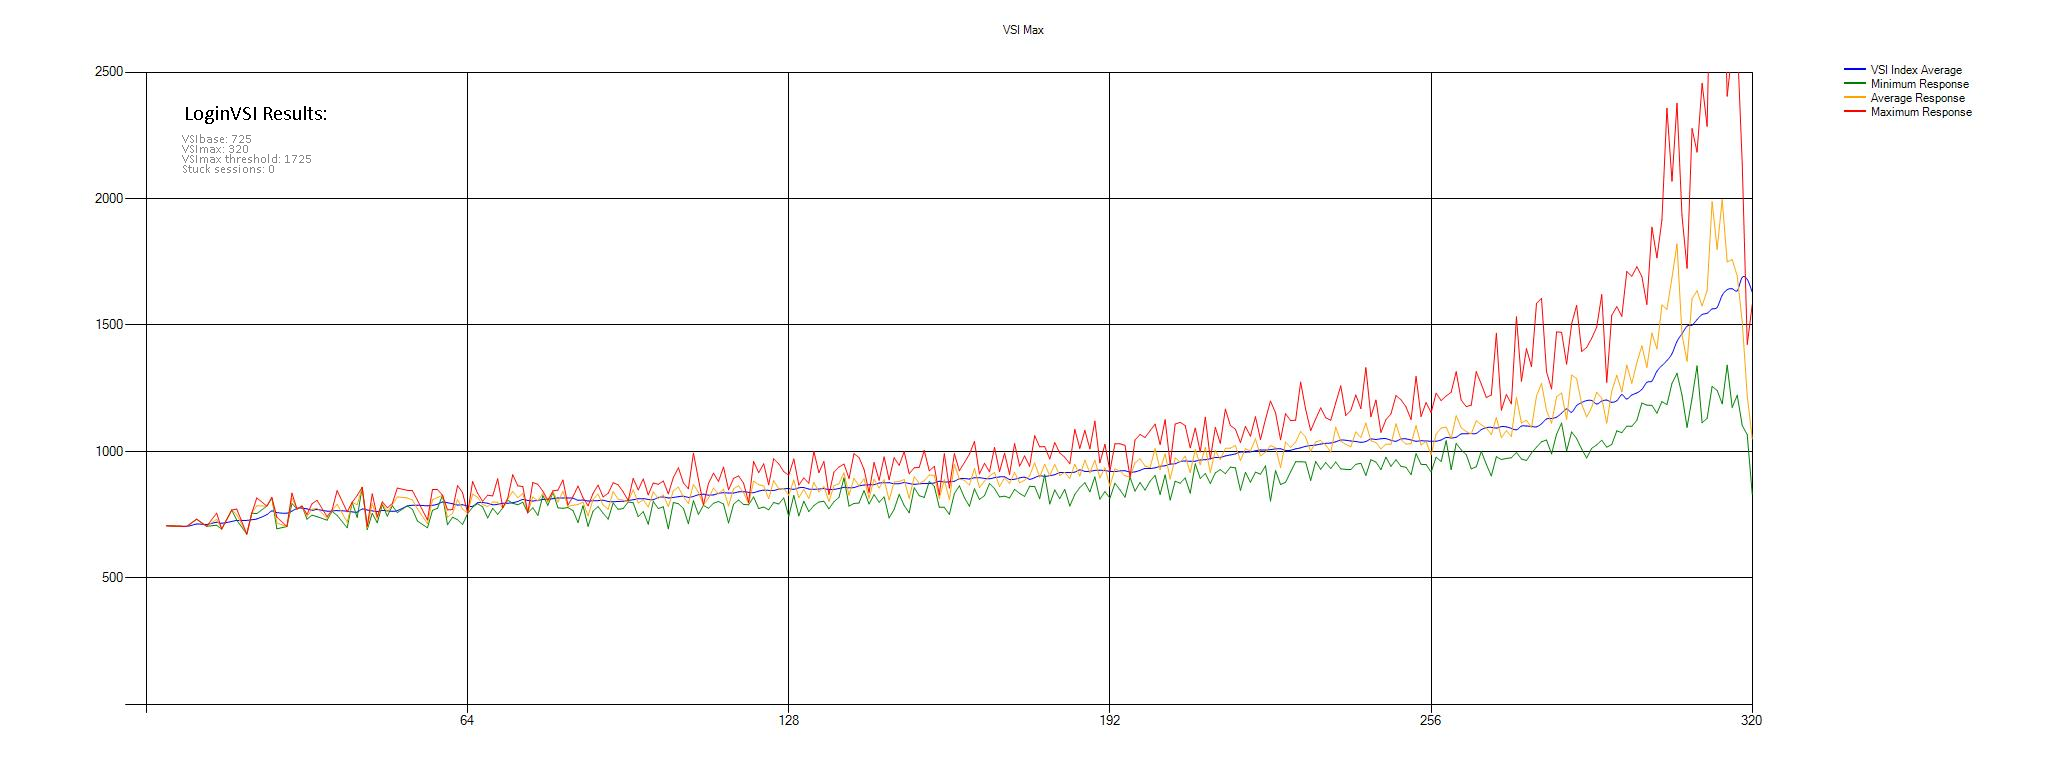 VSI Max
2500
2000
1500
1000
500
64
128
192
256
320
LoginVSI Results:
VSIbase: 725
VSImax: 320
VSImax threshold: 1725
Stuck sessions: 0
VSI Index Average
Minimum Response
Average Response
Maximum Response